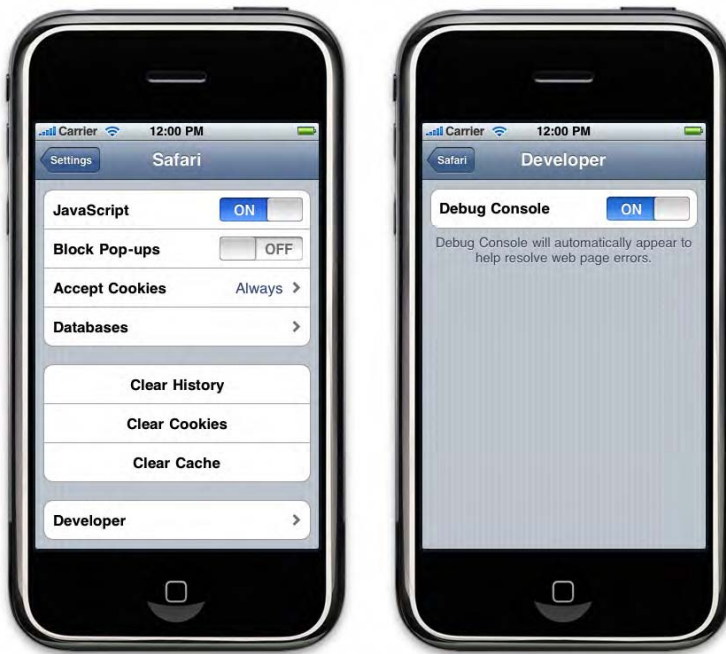 Carrier 12:00 PM
Settings Safari
JavaScript ON
Block Pop-ups OFF
Accept Cookies Always
Databases
Clear History
Clear Cookies
Clear Cache
Developer
Carrier 12:00 PM
Safari Developer
Debug Console ON
Debug Console will automatically appear to
help resolve web page errors.